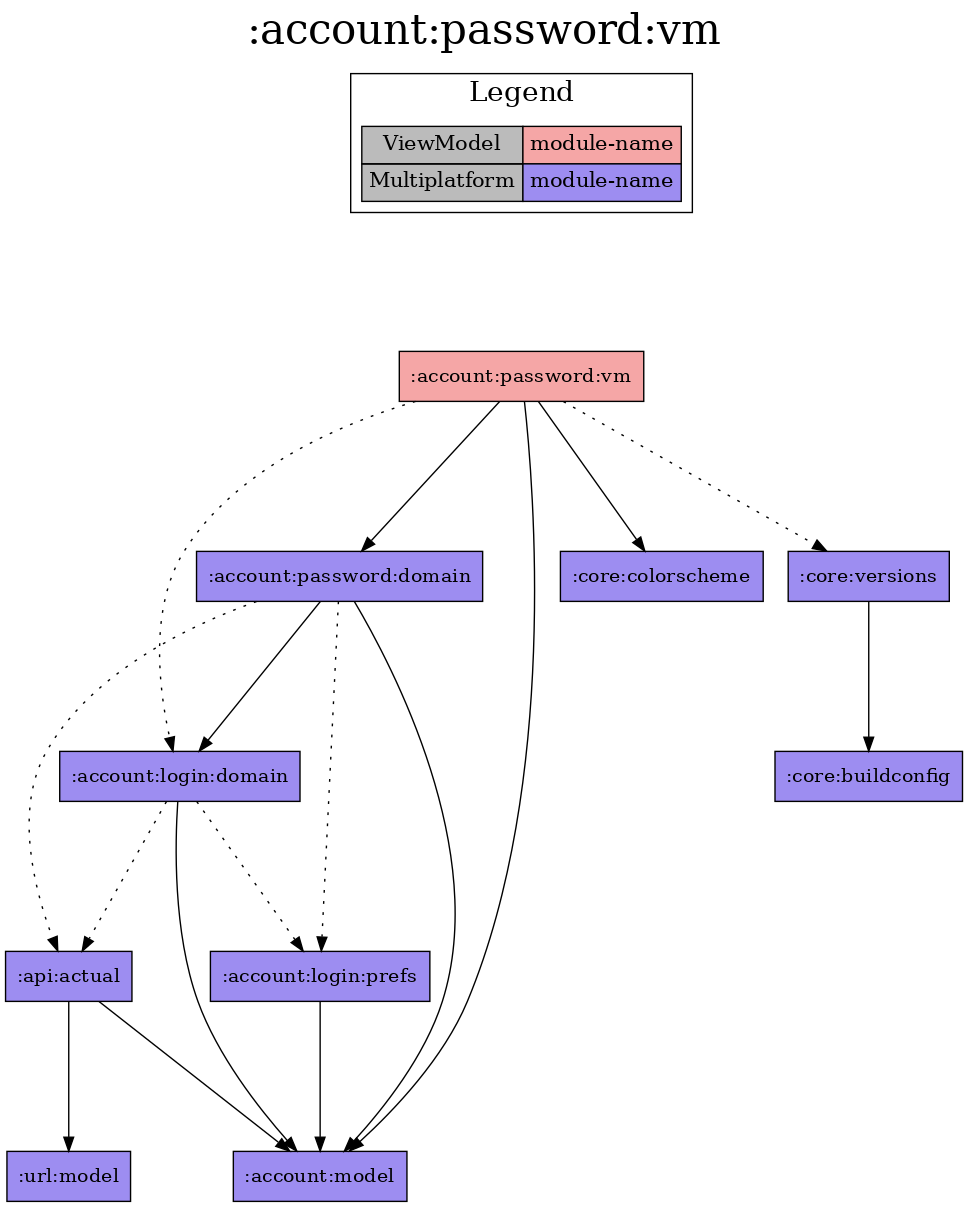 :account:password:vm
Legend
ViewModel module-name
Multiplatform module-name
:account:password:vm
:account:password:domain
:core:colorscheme
:core:versions
:account:login:domain
:core:buildconfig
:api:actual
:account:login:prefs
:url:model
:account:model